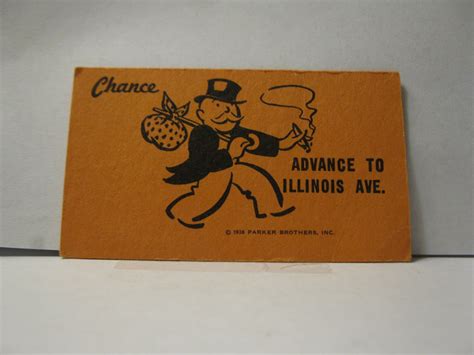 Chance
ADVANCE TO
ILLINOIS AVE.
© 1936 PARKER BROTHERS, INC.